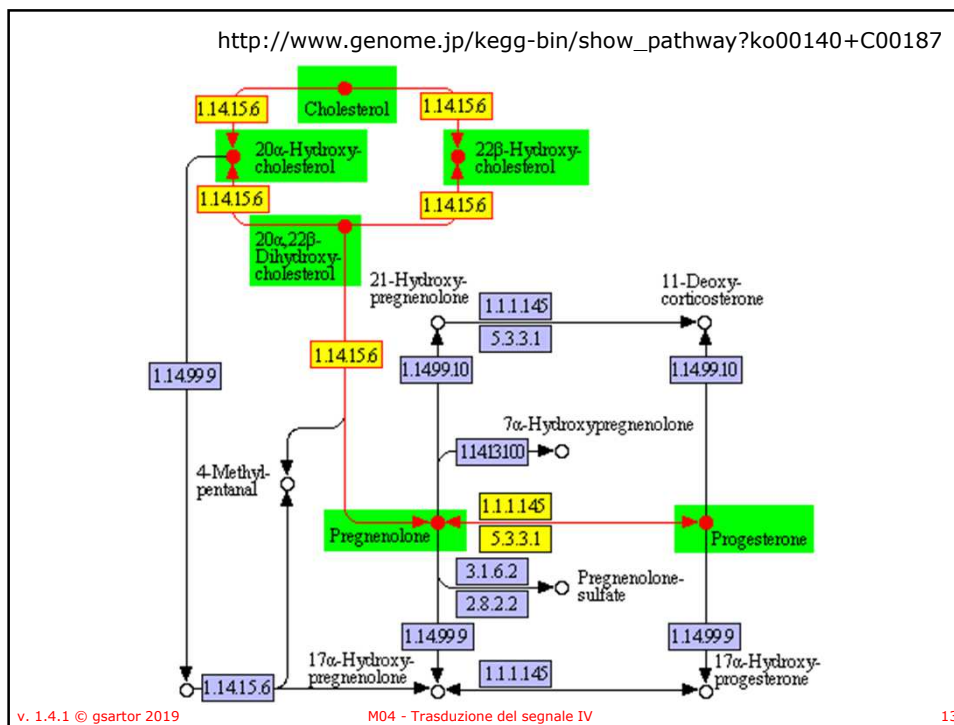 http://www.genome.jp/kegg-bin/show_pathway?ko00140+C00187
1.14.15.6
Cholesterol
1.14.15.6
20α-Hydroxy-
cholesterol
22β-Hydroxy-
cholesterol
1.14.15.6
1.14.15.6
20α,22β-
Dihydroxy-
cholesterol
21-Hydroxy-
pregnenolone
11-Deoxy-
corticosterone
1.1.1.145
5.3.3.1
1.14.15.6
1.14.99.9
1.14.99.10
1.14.99.10
7α-Hydroxypregnenolone
1.14.13.100
4-Methyl-
pentanal
1.1.1.145
Pregnenolone
5.3.3.1
Progesterone
3.1.6.2
Pregnenolone-
sulfate
2.8.2.2
1.14.99.9
1.14.99.9
17α-Hydroxy-
pregnenolone
1.14.15.6
1.1.1.145
17α-Hydroxy-
progesterone
v. 1.4.1 © gsartor 2019
M04 - Trasduzione del segnale IV
13